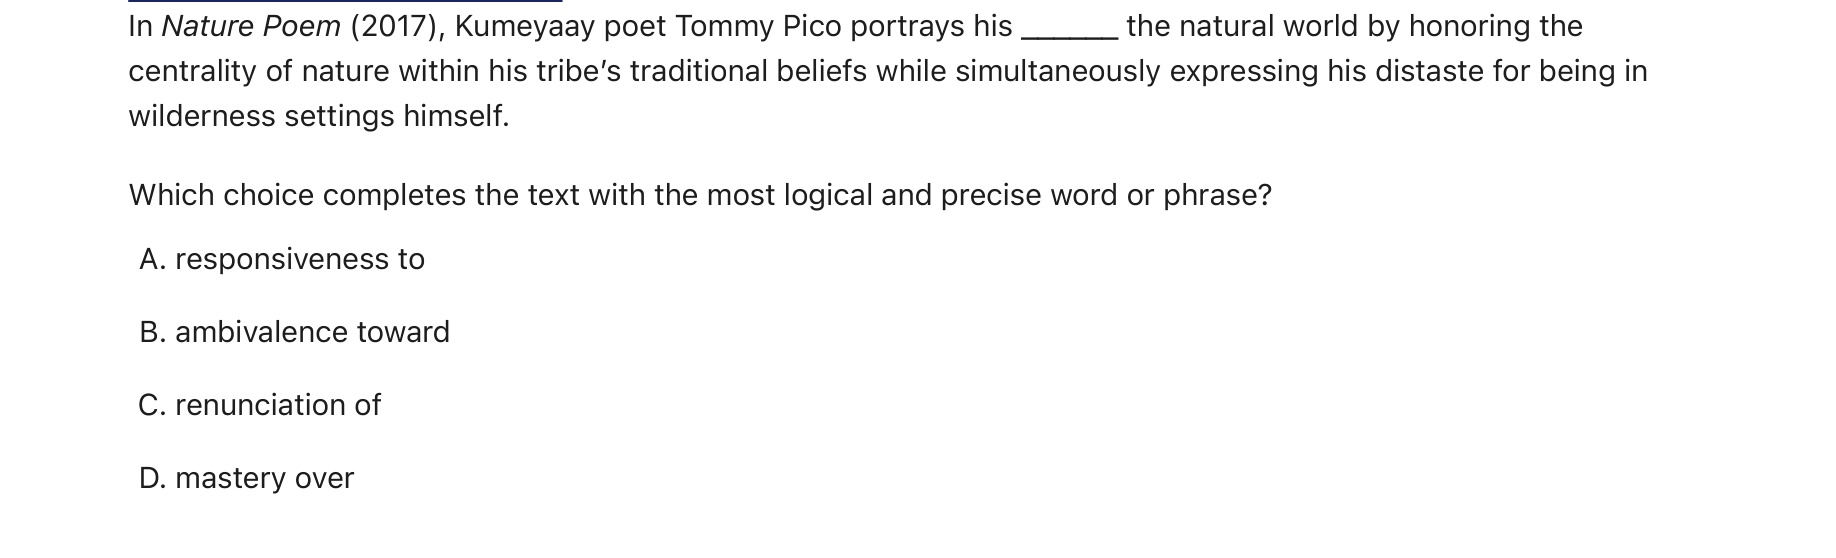 In Nature Poem (2017), Kumeyaay poet Tommy Pico portrays his ______ the natural world by honoring the
centrality of nature within his tribe’s traditional beliefs while simultaneously expressing his distaste for being in
wilderness settings himself.
Which choice completes the text with the most logical and precise word or phrase?
A. responsiveness to
B. ambivalence toward
C. renunciation of
D. mastery over